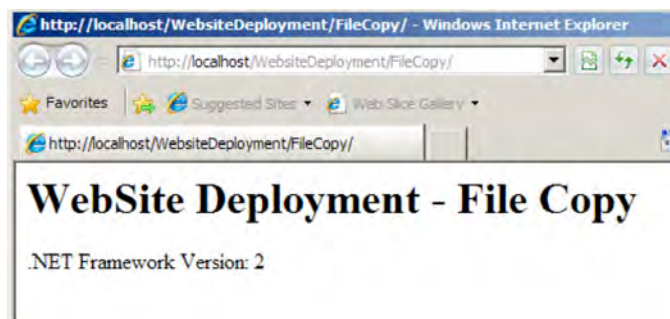 http://localhost/WebsiteDeployment/FileCopy/ - Windows Internet Explorer
http://localhost/WebsiteDeployment/FileCopy/
Favorites Suggested Sites Web Slice Gallery
http://localhost/WebsiteDeployment/FileCopy/
WebSite Deployment - File Copy
.NET Framework Version: 2